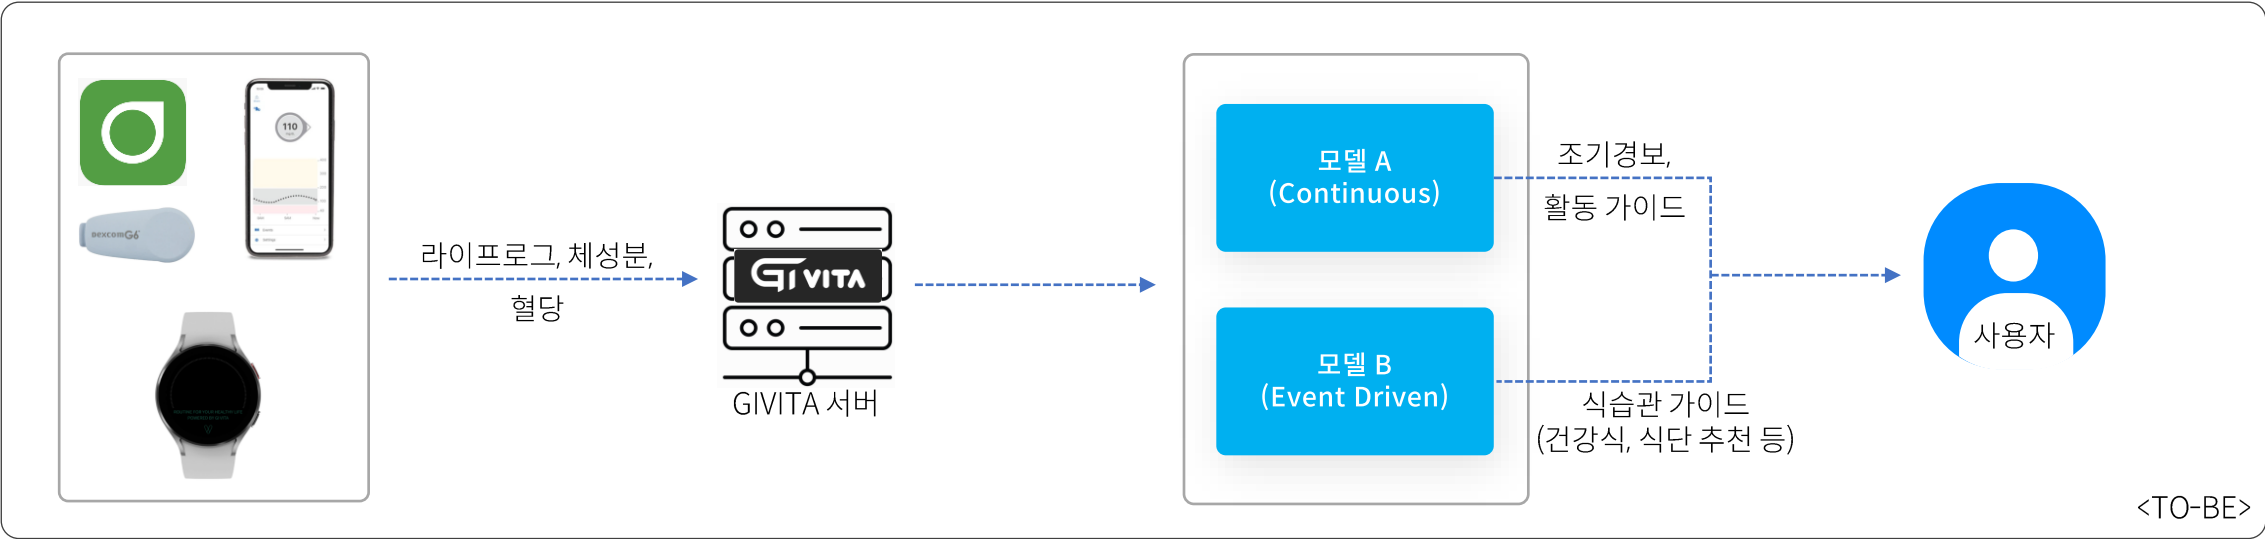 110
DexcomG6
라이프로그, 체성분,
혈당
GIVITA
GIVITA 서버
모델 A
(Continuous)
모델 B
(Event Driven)
조기경보,
활동 가이드
식습관 가이드
(건강식, 식단 추천 등)
사용자
<TO-BE>